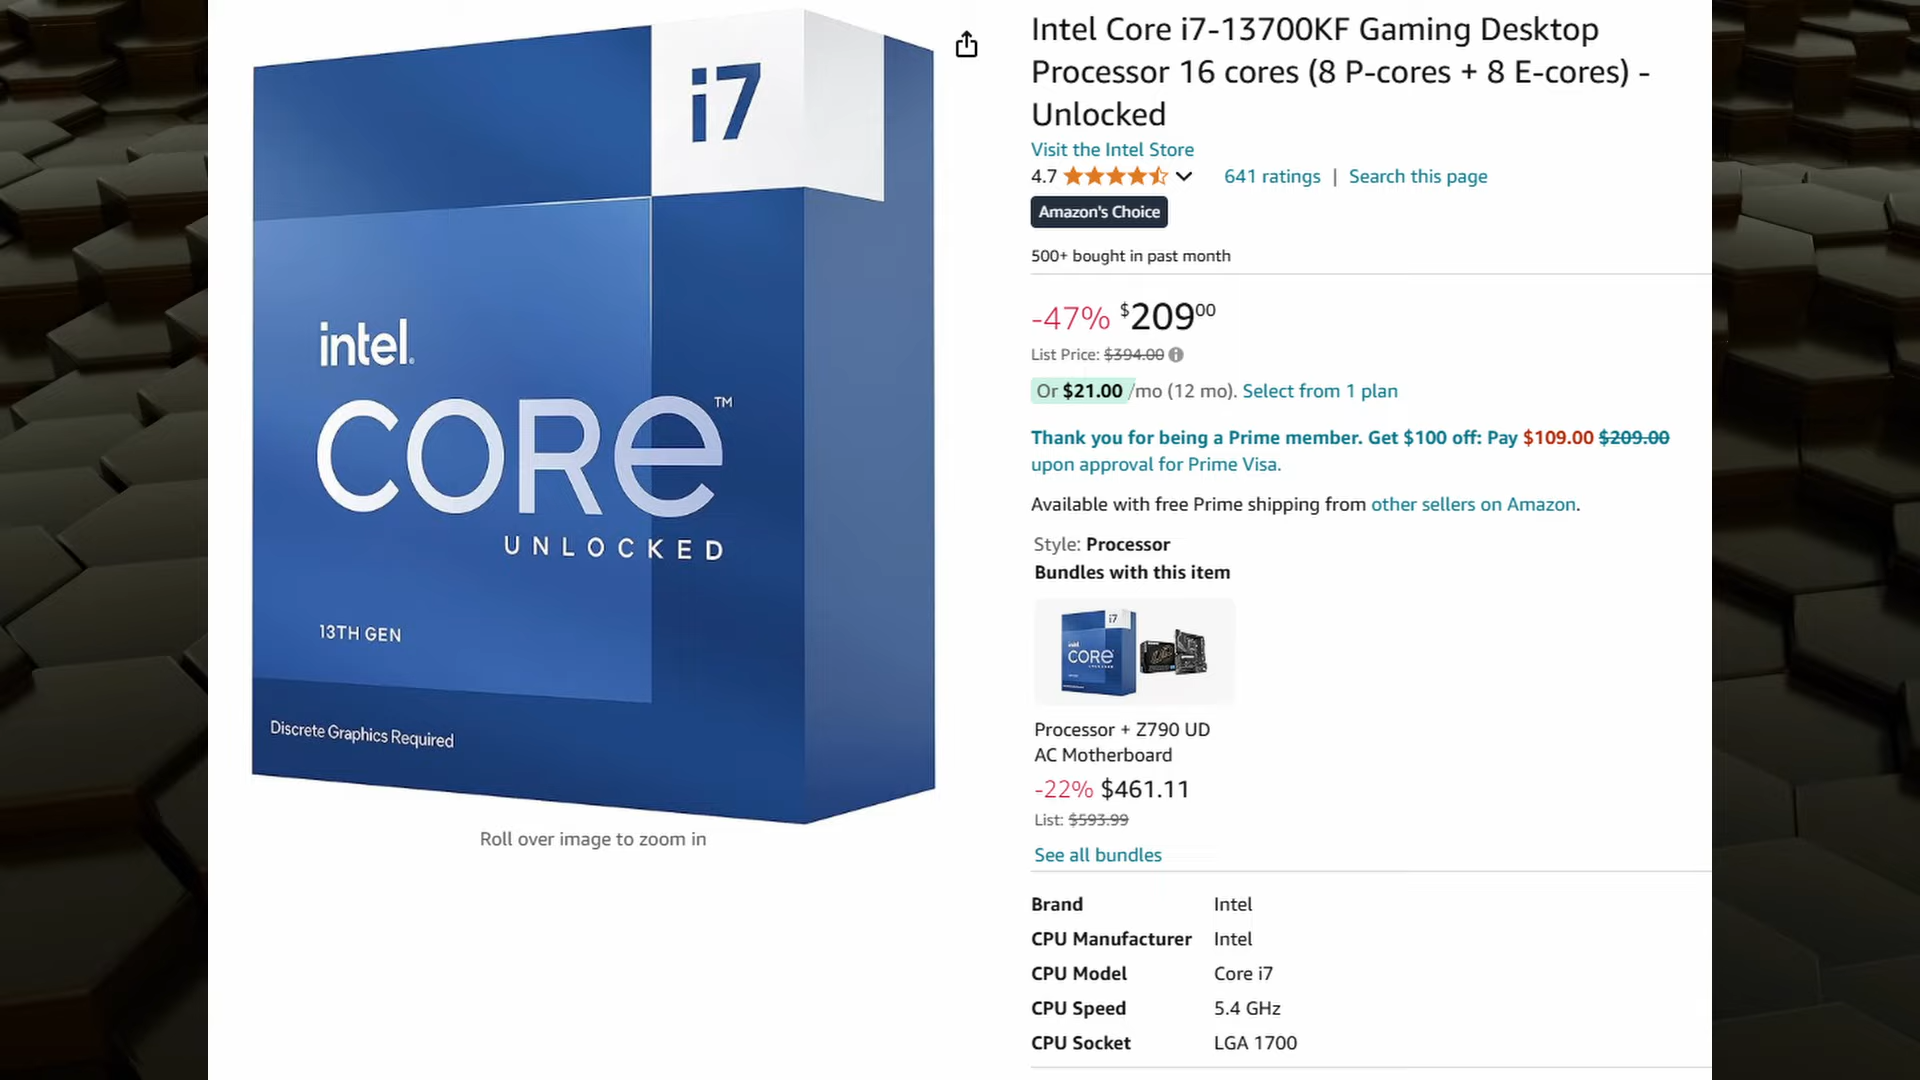 i7
intel.
CORE™
UNLOCKED
13TH GEN
Discrete Graphics Required
Roll over image to zoom in
Intel Core i7-13700KF Gaming Desktop
Processor 16 cores (8 P-cores + 8 E-cores) -
Unlocked
Visit the Intel Store
4.7 641 ratings | Search this page
Amazon's Choice
500+ bought in past month
-47% $20900
List Price: $394.00
Or $21.00 /mo (12 mo). Select from 1 plan
Thank you for being a Prime member. Get $100 off: Pay $109.00 $209.00
upon approval for Prime Visa.
Available with free Prime shipping from other sellers on Amazon.
Style: Processor
Bundles with this item
i7
intel
CORE
Processor + Z790 UD
AC Motherboard
-22% $461.11
List: $593.99
See all bundles
Brand Intel
CPU Manufacturer Intel
CPU Model Core i7
CPU Speed 5.4 GHz
CPU Socket LGA 1700